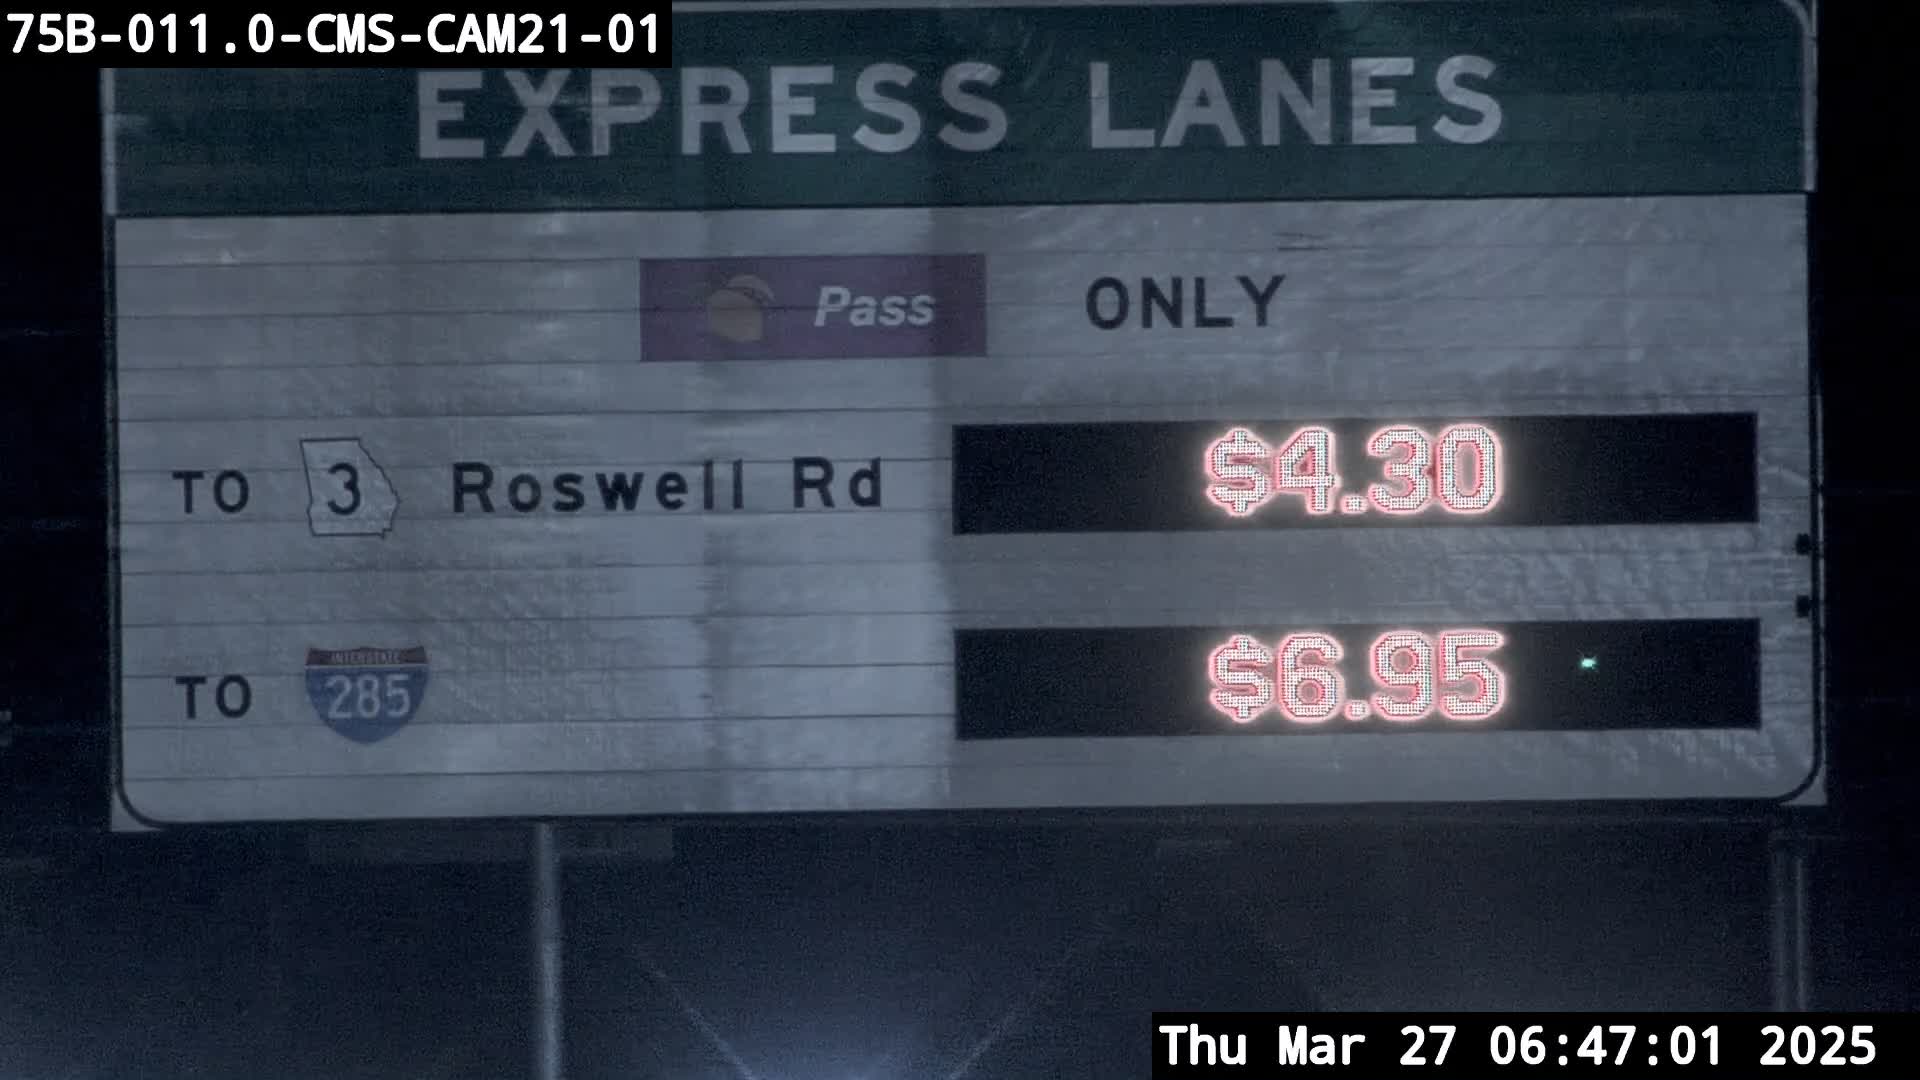 75B-011.0-CMS-CAM21-01
EXPRESS LANES
Pass ONLY
TO 3 Roswell Rd $4.30
INTERSTATE
TO 285 $6.95
Thu Mar 27 06:47:01 2025